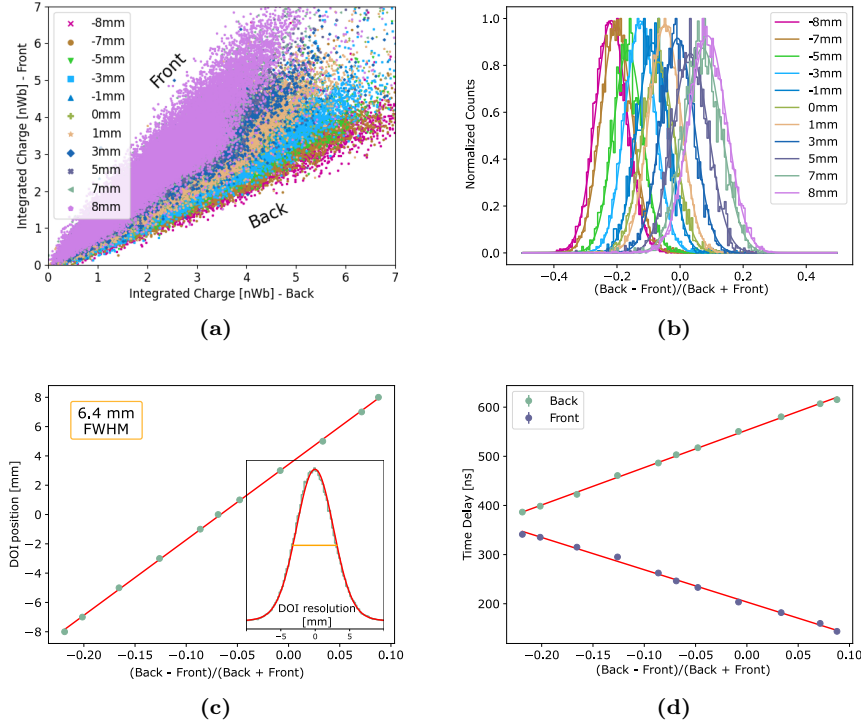 7
6
5
4
3
2
1
0
0
1
2
3
4
5
6
7
Integrated Charge [nWb] - Front
Integrated Charge [nWb] - Back
-8mm
-7mm
-5mm
-3mm
-1mm
0mm
1mm
3mm
5mm
7mm
8mm
Front
Back
(a)
1.0
0.8
0.6
0.4
0.2
0.0
−0.4
−0.2
0.0
0.2
0.4
Normalized Counts
(Back - Front)/(Back + Front)
-8mm
-7mm
-5mm
-3mm
-1mm
0mm
1mm
3mm
5mm
7mm
8mm
(b)
8
6
4
2
0
−2
−4
−6
−8
−0.20
−0.15
−0.10
−0.05
0.00
0.05
0.10
DOI position [mm]
(Back - Front)/(Back + Front)
6.4 mm
FWHM
DOI resolution
[mm]
−5
0
5
(c)
600
500
400
300
200
−0.20
−0.15
−0.10
−0.05
0.00
0.05
0.10
Time Delay [ns]
(Back - Front)/(Back + Front)
Back
Front
(d)